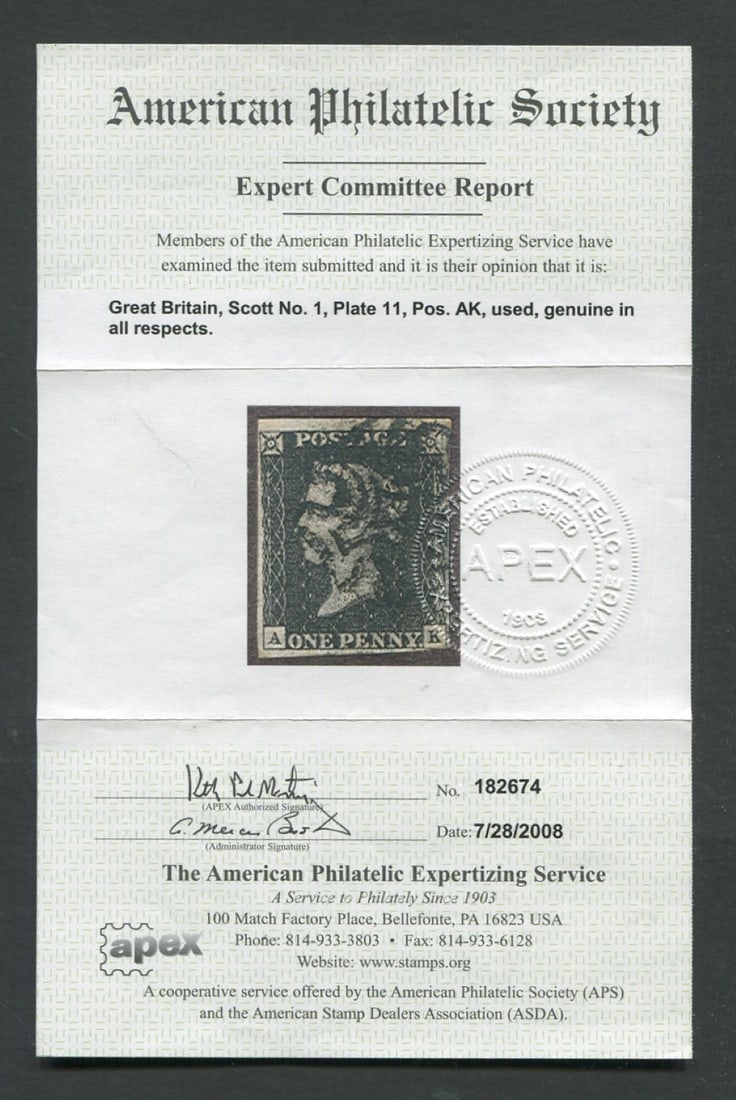 American Philatelic Society
Expert Committee Report
Members of the American Philatelic Expertizing Service have
examined the item submitted and it is their opinion that it is:
Great Britain, Scott No. 1, Plate 11, Pos. AK, used, genuine in
all respects.
POSTAGE
A ONE PENNY. K
AMERICAN PHILATELIC
EXPERTIZING SERVICE
ESTABLISHED
APEX
1903
No. 182674
(APEX Authorized Signature)
Date: 7/28/2008
(Administrator Signature)
The American Philatelic Expertizing Service
A Service to Philately Since 1903
100 Match Factory Place, Bellefonte, PA 16823 USA
apex
Phone: 814-933-3803 • Fax: 814-933-6128
Website: www.stamps.org
A cooperative service offered by the American Philatelic Society (APS)
and the American Stamp Dealers Association (ASDA).